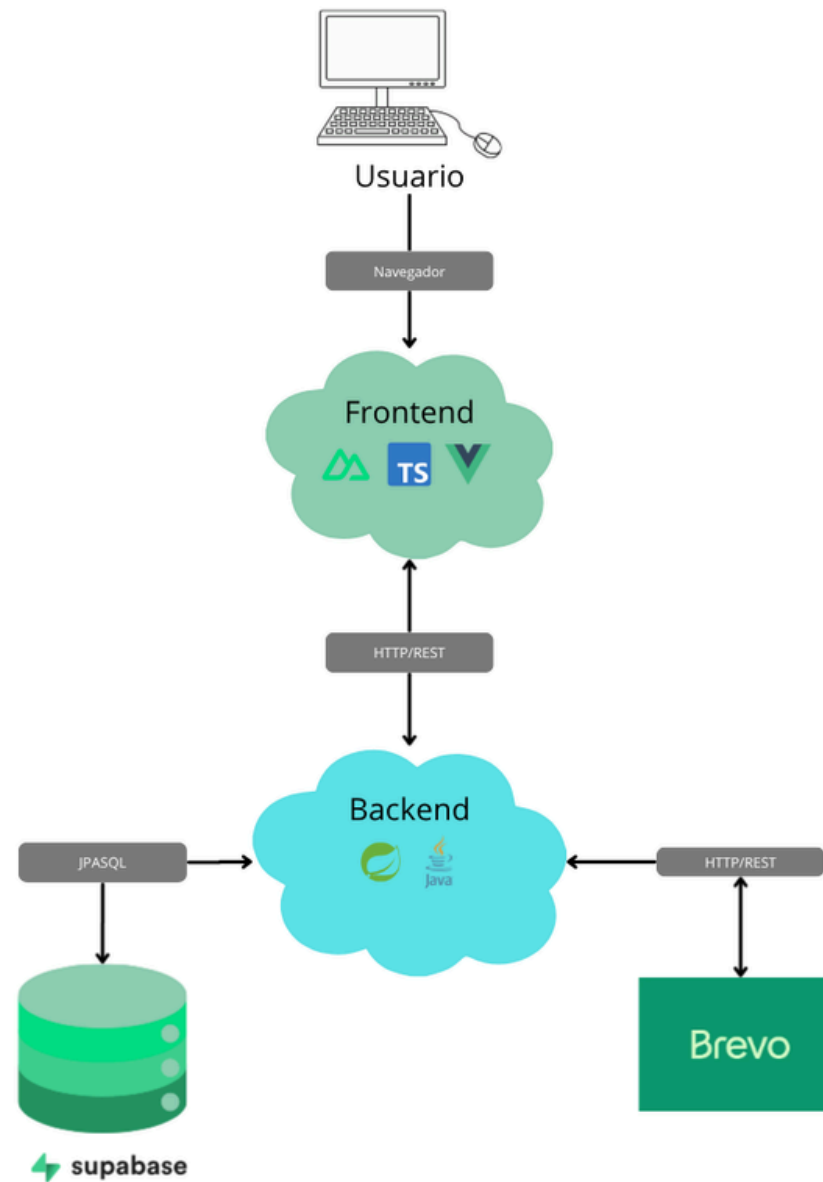 Usuario
Navegador
Frontend
TS
HTTP/REST
Backend
Java
JPASQL
HTTP/REST
Brevo
supabase